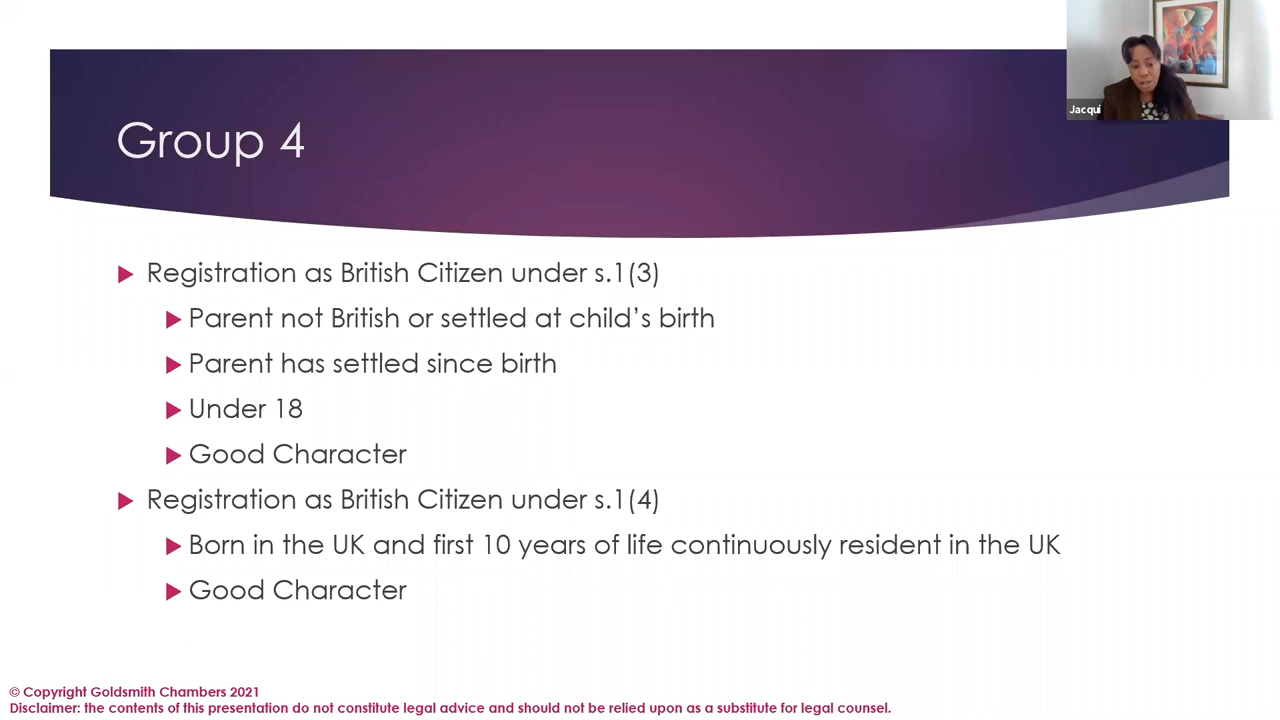 Jacqui
Group 4
Registration as British Citizen under s.1(3)
Parent not British or settled at child’s birth
Parent has settled since birth
Under 18
Good Character
Registration as British Citizen under s.1(4)
Born in the UK and first 10 years of life continuously resident in the UK
Good Character
© Copyright Goldsmith Chambers 2021
Disclaimer: the contents of this presentation do not constitute legal advice and should not be relied upon as a substitute for legal counsel.